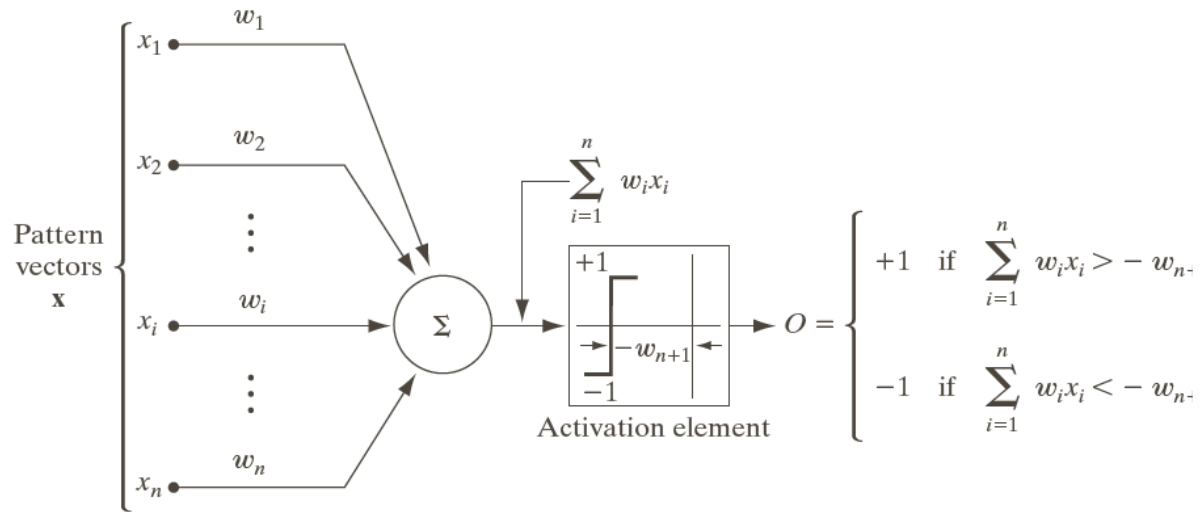 w₁
x₁
w₂
x₂
⋮
Pattern
vectors
x
wᵢ
xᵢ
⋮
wₙ
xₙ
Σ
n
∑ wᵢxᵢ
i=1
+1
−wₙ₊₁
−1
Activation element
O =
n
+1 if ∑ wᵢxᵢ > − wₙ₊
i=1
n
−1 if ∑ wᵢxᵢ < − wₙ₊
i=1